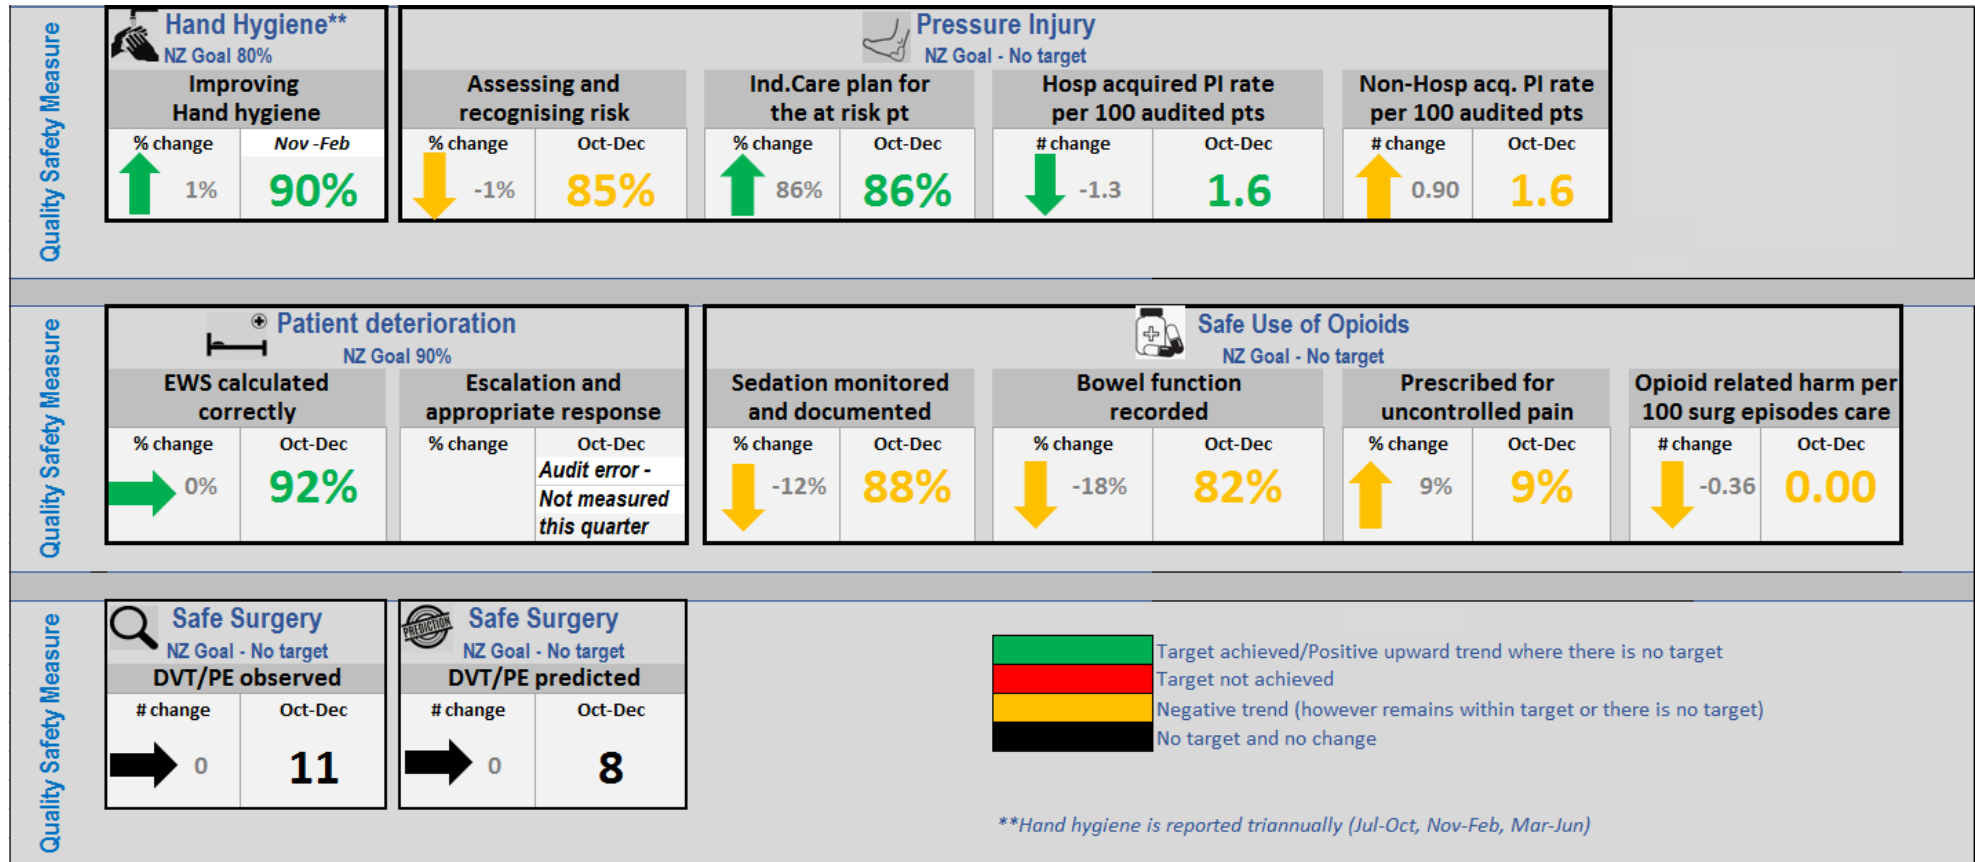 Quality Safety Measure
Hand Hygiene**
NZ Goal 80%
Improving
Hand hygiene
% change
Nov -Feb
1%
90%
Pressure Injury
NZ Goal - No target
Assessing and
recognising risk
% change
Oct-Dec
-1%
85%
Ind.Care plan for
the at risk pt
% change
Oct-Dec
86%
86%
Hosp acquired PI rate
per 100 audited pts
# change
Oct-Dec
-1.3
1.6
Non-Hosp acq. PI rate
per 100 audited pts
# change
Oct-Dec
0.90
1.6
Quality Safety Measure
Patient deterioration
NZ Goal 90%
EWS calculated
correctly
% change
Oct-Dec
0%
92%
Escalation and
appropriate response
% change
Oct-Dec
Audit error -
Not measured
this quarter
Safe Use of Opioids
NZ Goal - No target
Sedation monitored
and documented
% change
Oct-Dec
-12%
88%
Bowel function
recorded
% change
Oct-Dec
-18%
82%
Prescribed for
uncontrolled pain
% change
Oct-Dec
9%
9%
Opioid related harm per
100 surg episodes care
# change
Oct-Dec
-0.36
0.00
Quality Safety Measure
Safe Surgery
NZ Goal - No target
DVT/PE observed
# change
Oct-Dec
0
11
PREDICTION
Safe Surgery
NZ Goal - No target
DVT/PE predicted
# change
Oct-Dec
0
8
Target achieved/Positive upward trend where there is no target
Target not achieved
Negative trend (however remains within target or there is no target)
No target and no change
**Hand hygiene is reported triannually (Jul-Oct, Nov-Feb, Mar-Jun)